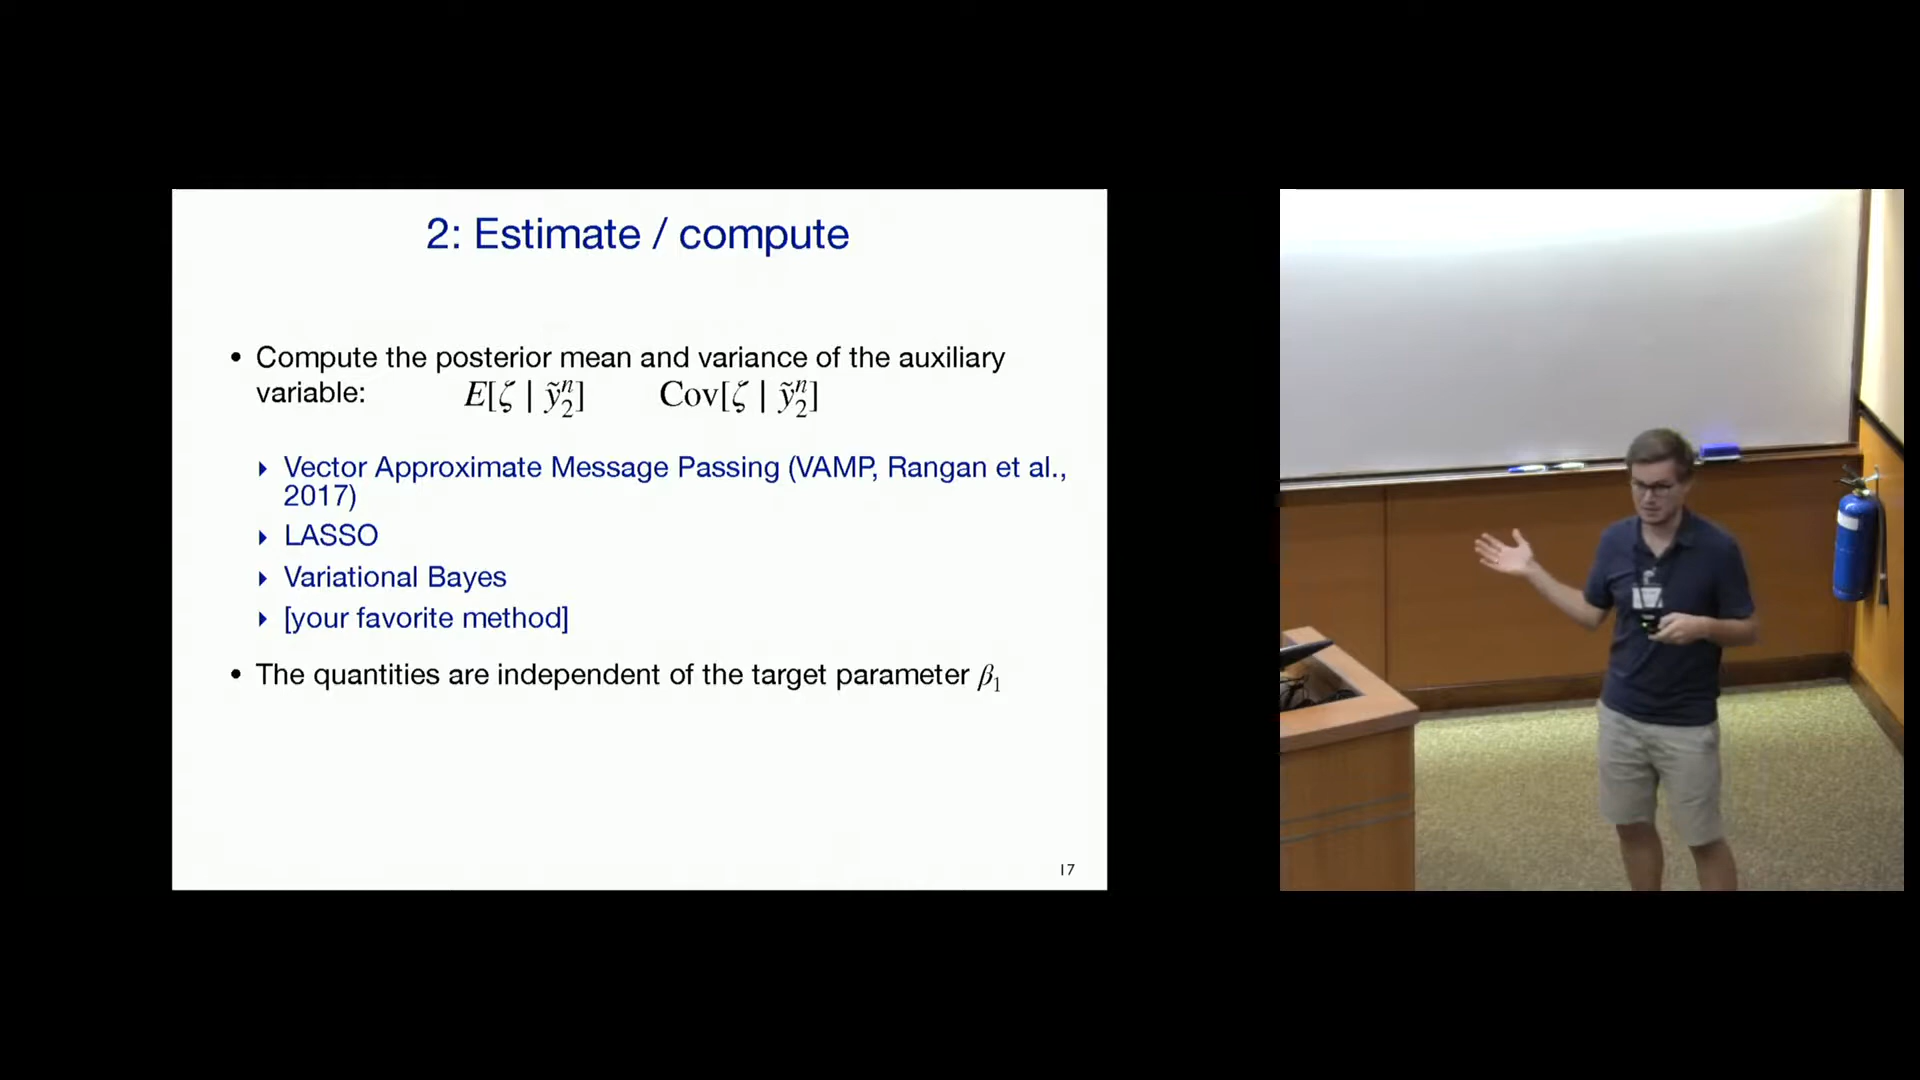 2: Estimate / compute
• Compute the posterior mean and variance of the auxiliary
variable: E[ζ | ỹ₂ⁿ] Cov[ζ | ỹ₂ⁿ]
‣ Vector Approximate Message Passing (VAMP, Rangan et al.,
2017)
‣ LASSO
‣ Variational Bayes
‣ [your favorite method]
• The quantities are independent of the target parameter β₁
17